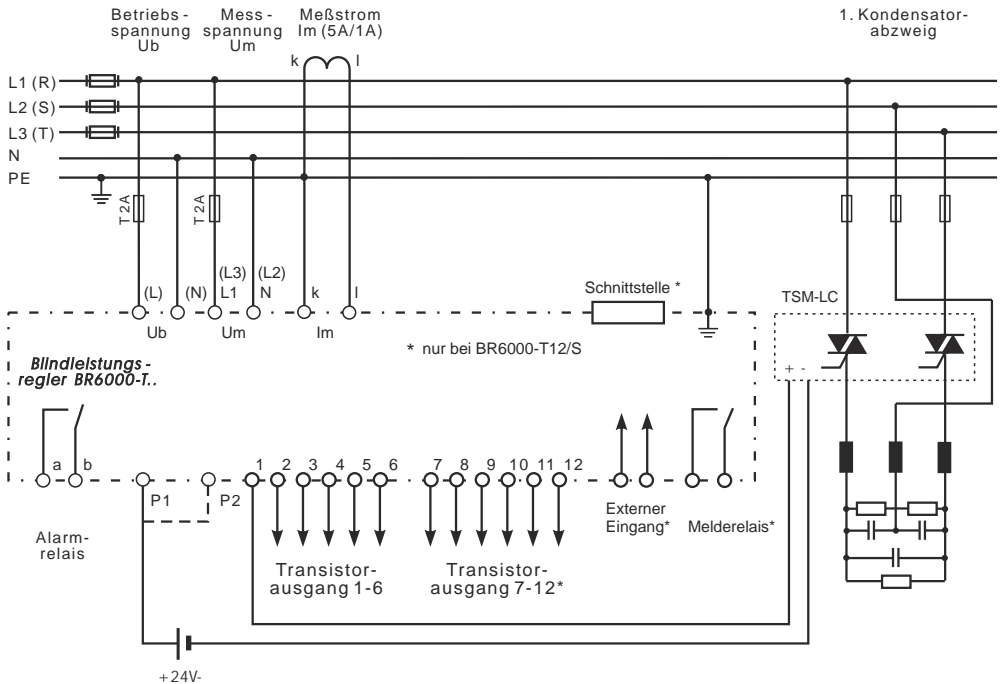 Betriebs-
spannung
Ub
Mess-
spannung
Um
Meßstrom
Im (5A/1A)
1. Kondensator-
abzweig
k l
L1 (R)
L2 (S)
L3 (T)
N
PE
T 2A
T 2A
(L) (N) (L3) (L2)
L1 N k l
Ub Um Im
Schnittstelle *
TSM-LC
* nur bei BR6000-T12/S
Blindleistungs-
regler BR6000-T..
+ -
a b
P1 P2
1 2 3 4 5 6
7 8 9 10 11 12
Alarm-
relais
Transistor-
ausgang 1-6
Transistor-
ausgang 7-12*
Externer
Eingang*
Melderelais*
+24V-